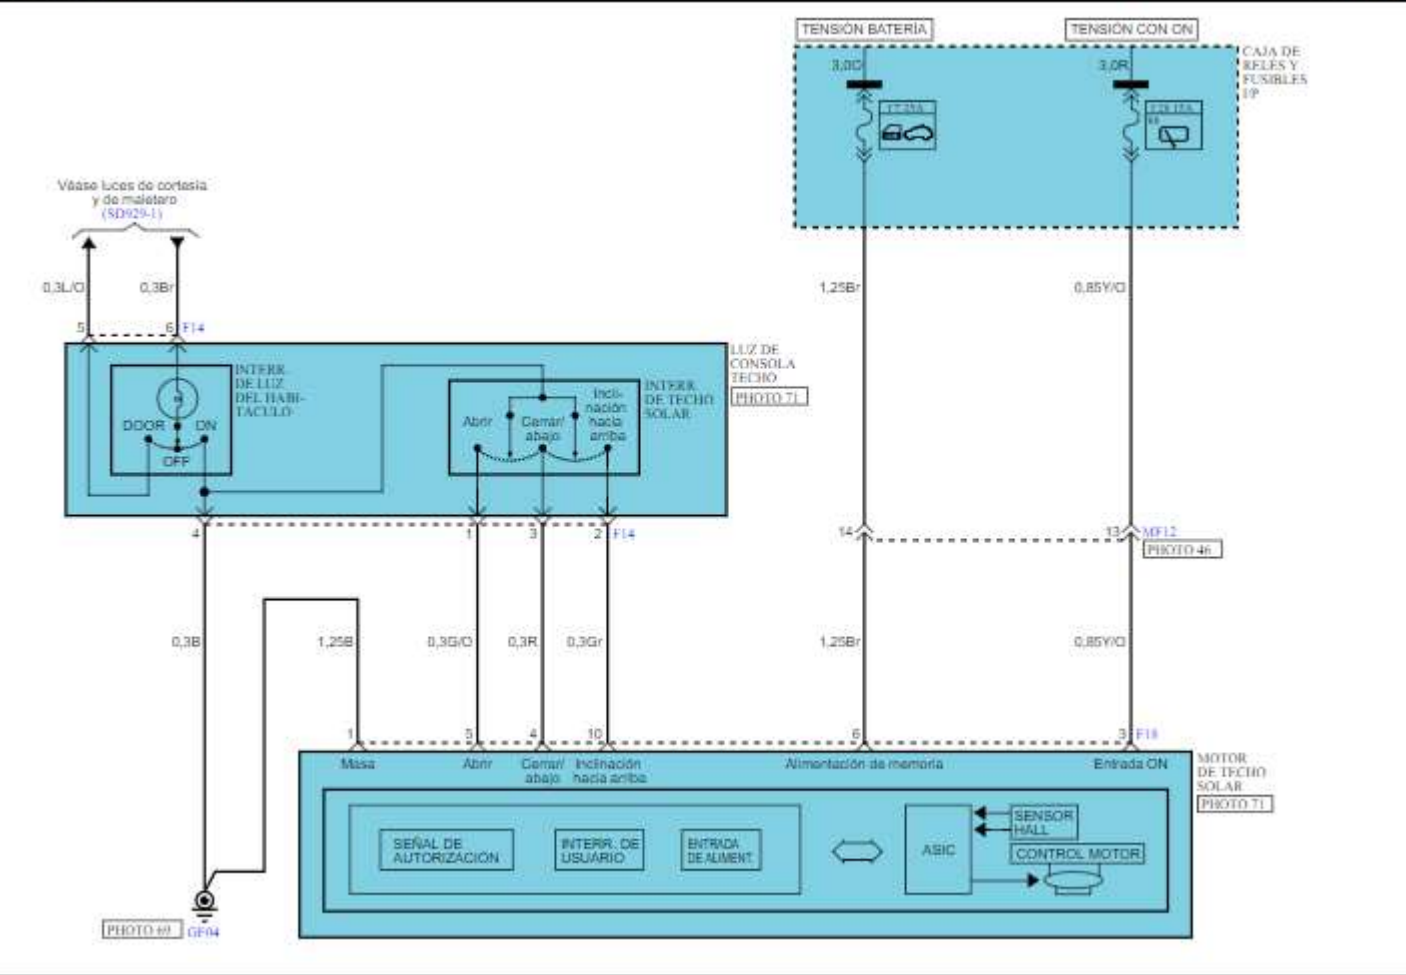 TENSIÓN BATERÍA
TENSIÓN CON ON
CAJA DE
RELÉS Y
FUSIBLES
I/P
3,0O
3,0R
17 25A
Véase luces de cortesía
y de maletero
(SD929-1)
0,3L/O
0,3Br
1,25Br
0,85Y/O
5
6
F14
LUZ DE
CONSOLA
TECHO
PHOTO 71
INTERR.
DE LUZ
DEL HABI-
TÁCULO
DOOR
ON
OFF
INTERR.
DE TECHO
SOLAR
Abrir
Cerrar/
abajo
Incli-
nación
hacia
arriba
4
1
3
2
F14
14
13
MF12
PHOTO 46
0,3B
1,25B
0,3G/O
0,3R
0,3Gr
1,25Br
0,85Y/O
1
5
4
10
6
3
F18
Masa
Abrir
Cerrar/
abajo
Inclinación
hacia arriba
Alimentación de memoria
Entrada ON
MOTOR
DE TECHO
SOLAR
PHOTO 71
SEÑAL DE
AUTORIZACIÓN
INTERR. DE
USUARIO
ENTRADA
DE ALIMENT.
ASIC
SENSOR
HALL
CONTROL MOTOR
PHOTO 69
GF04